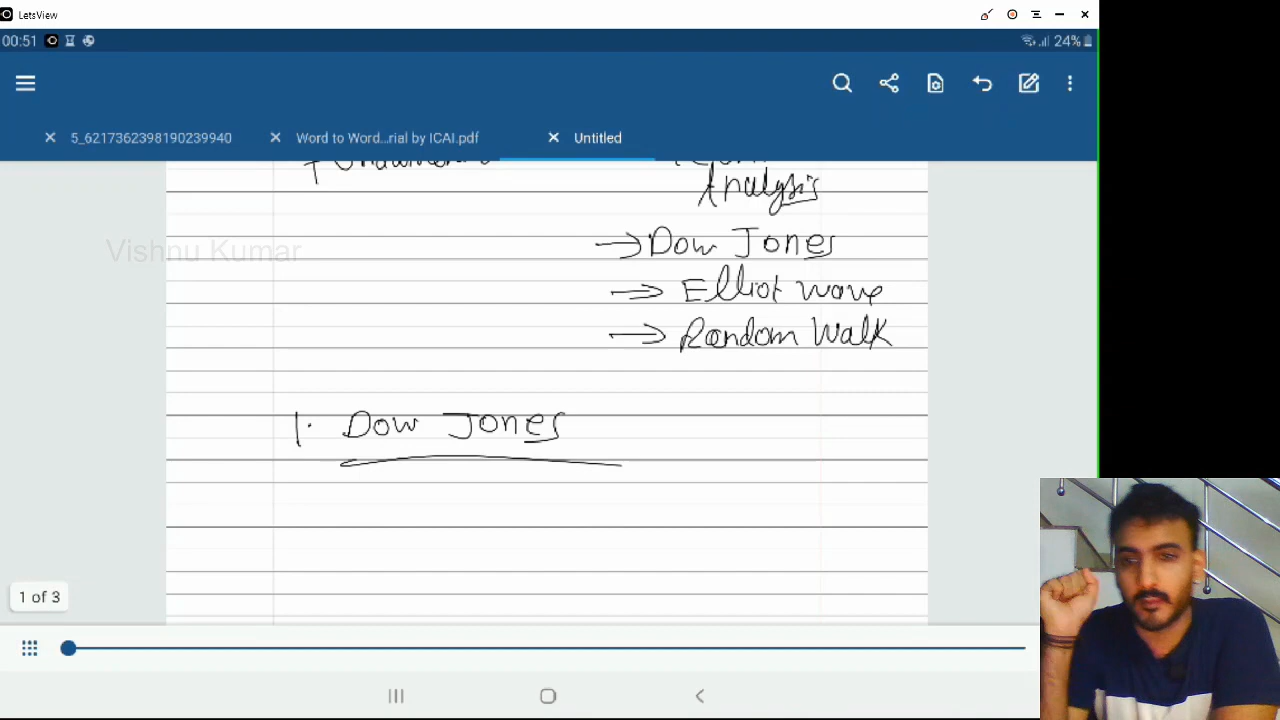 LetsView
00:51
24%
5_6217362398190239940
Word to Word...rial by ICAI.pdf
Untitled
Analysis
Vishnu Kumar
→ Dow Jones
→ Elliot wave
→ Random Walk
1. Dow Jones
1 of 3